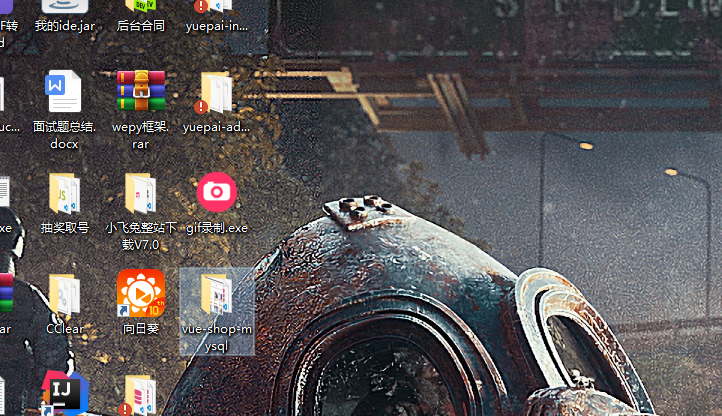 F转
d
我的ide.jar
后台合同
yuepai-in...
uc...
面试题总结.
docx
wepy框架.
rar
yuepai-ad...
xe
抽奖取号
小飞兔整站下
载V7.0
gif录制.exe
ar
CClear
向日葵
vue-shop-m
ysql